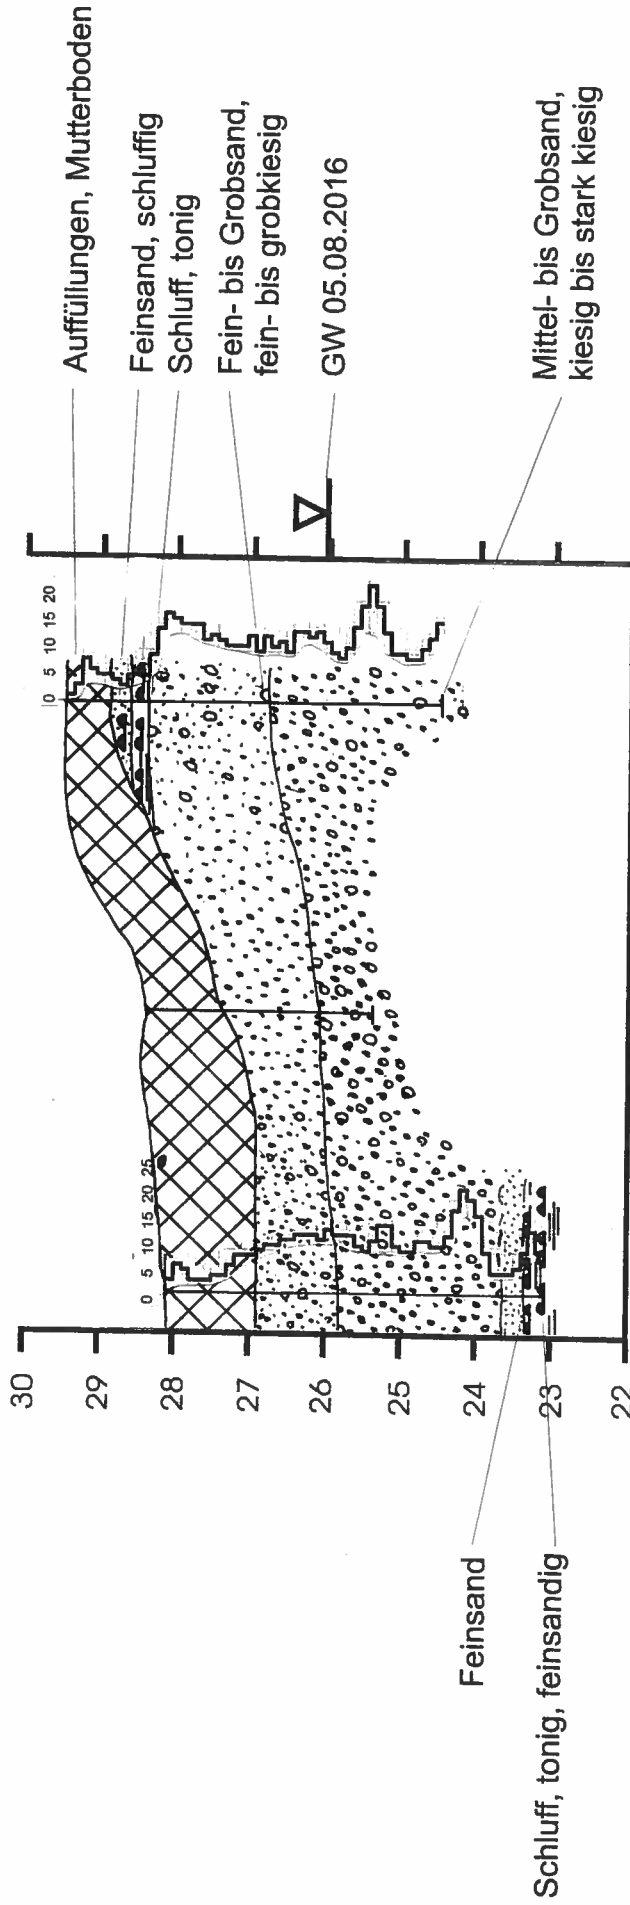 Auffüllungen, Mutterboden
Feinsand, schluffig
Schluff, tonig
Fein- bis Grobsand,
fein- bis grobkiesig
GW 05.08.2016
Mittel- bis Grobsand,
kiesig bis stark kiesig
0 5 10 15 20
0 5 10 15 20 25
30
29
28
27
26
25
24
23
22
Feinsand
Schluff, tonig, feinsandig